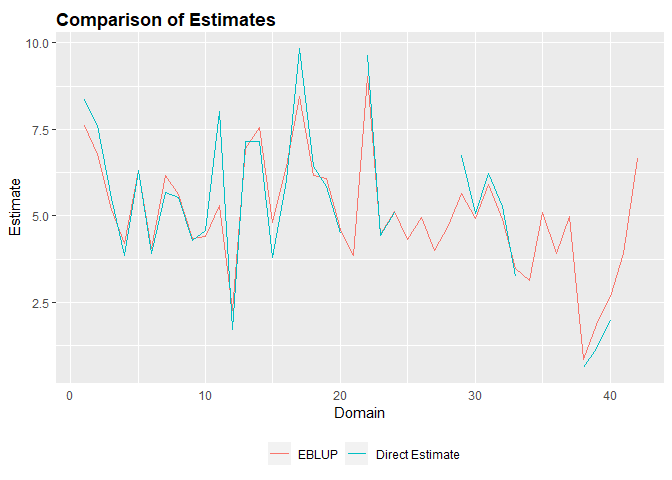 Comparison of Estimates
10.0
7.5
5.0
2.5
Estimate
0 10 20 30 40
Domain
EBLUP Direct Estimate